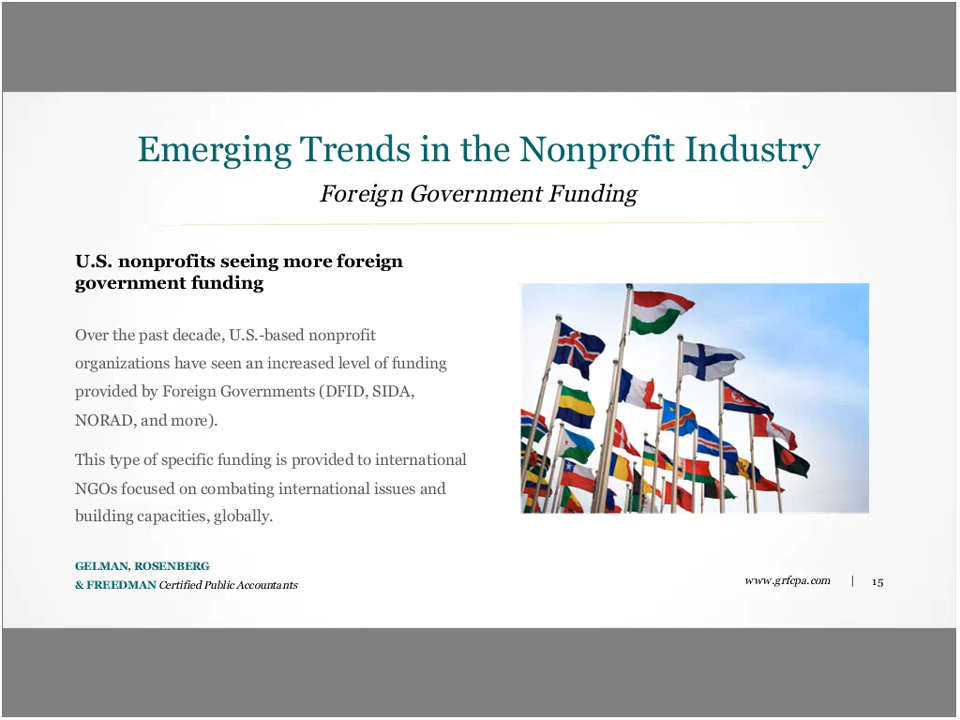 Emerging Trends in the Nonprofit Industry
Foreign Government Funding
U.S. nonprofits seeing more foreign
government funding
Over the past decade, U.S.-based nonprofit
organizations have seen an increased level of funding
provided by Foreign Governments (DFID, SIDA,
NORAD, and more).
This type of specific funding is provided to international
NGOs focused on combating international issues and
building capacities, globally.
GELMAN, ROSENBERG
& FREEDMAN Certified Public Accountants
www.grfcpa.com | 15